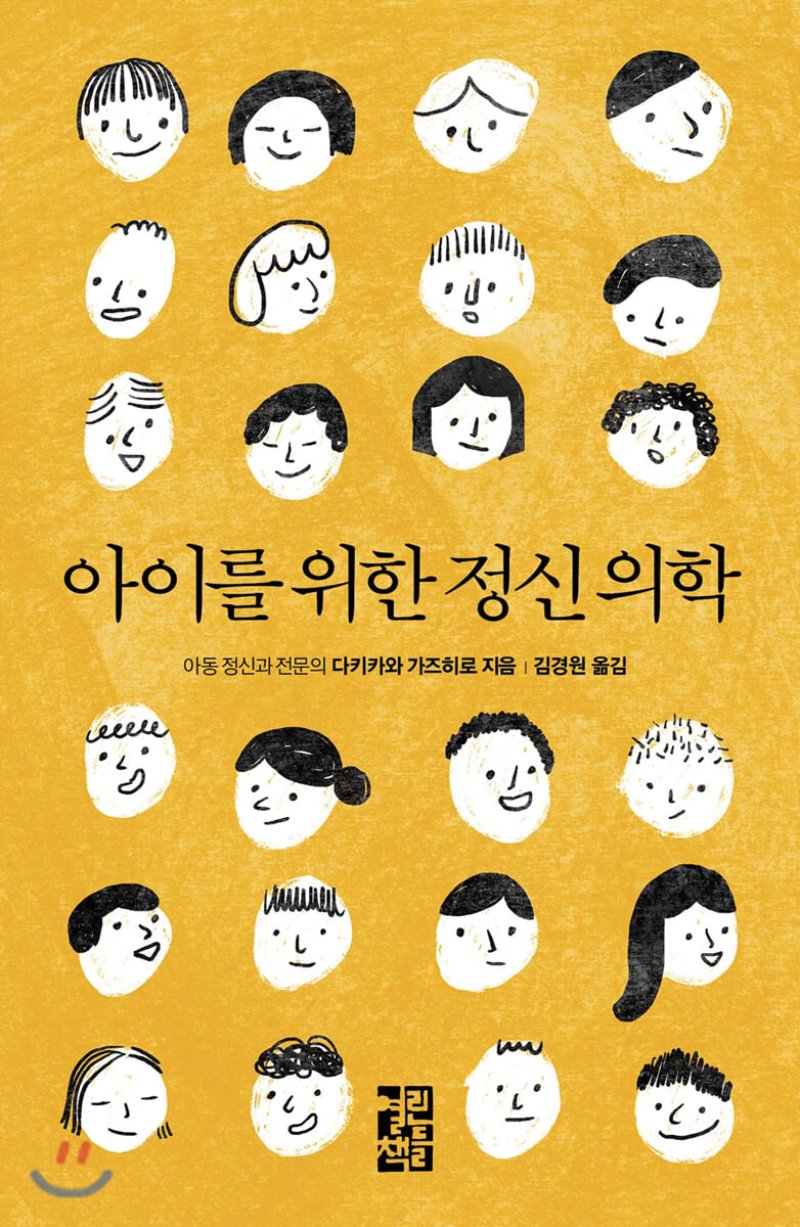 아이를 위한 정신 의학
아동 정신과 전문의 다키카와 가즈히로 지음 | 김경원 옮김
열린책들